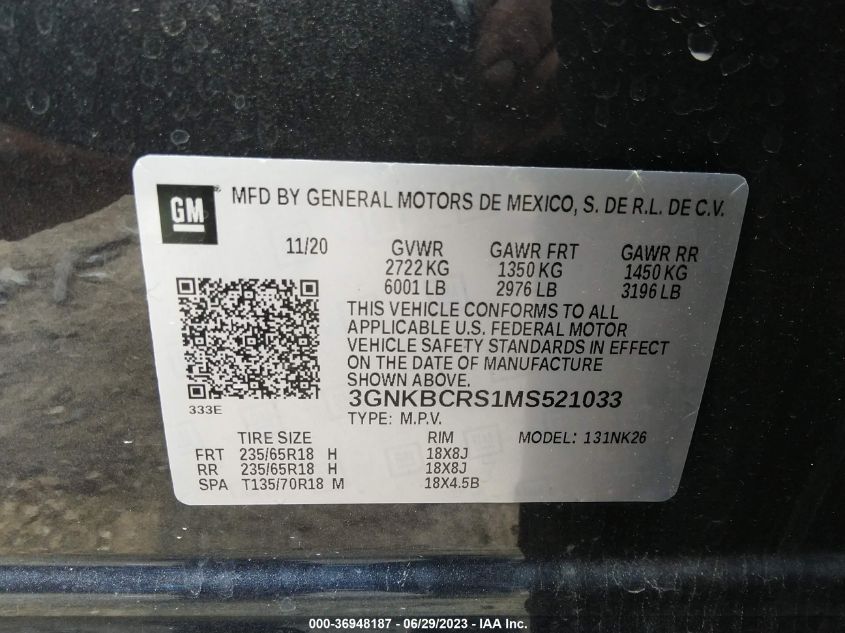 GM®
MFD BY GENERAL MOTORS DE MEXICO, S. DE R.L. DE C.V.
11/20 GVWR GAWR FRT GAWR RR
2722 KG 1350 KG 1450 KG
6001 LB 2976 LB 3196 LB
THIS VEHICLE CONFORMS TO ALL
APPLICABLE U.S. FEDERAL MOTOR
VEHICLE SAFETY STANDARDS IN EFFECT
ON THE DATE OF MANUFACTURE
SHOWN ABOVE.
3GNKBCRS1MS521033
333E
TYPE: M.P.V.
TIRE SIZE RIM MODEL: 131NK26
FRT 235/65R18 H 18X8J
RR 235/65R18 H 18X8J
SPA T135/70R18 M 18X4.5B
000-36948187 - 06/29/2023 - IAA Inc.